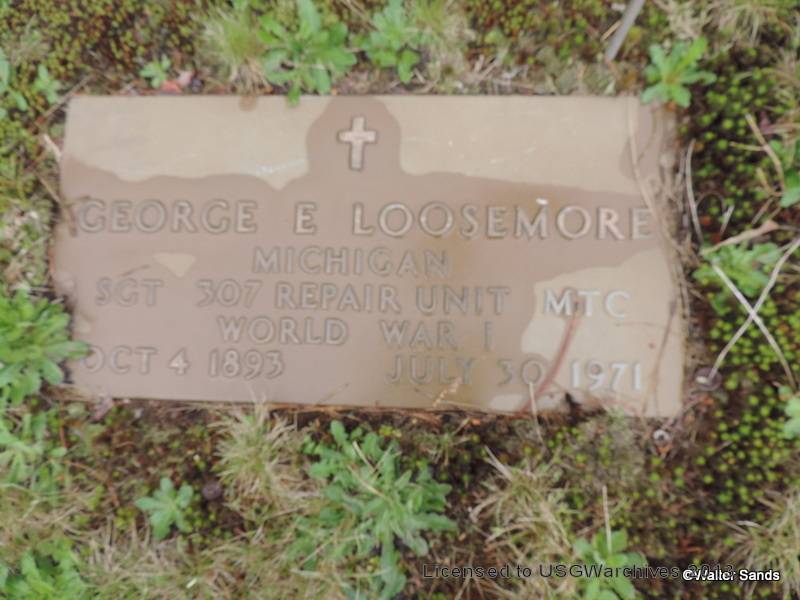 GEORGE E LOOSEMORE
MICHIGAN
SGT 307 REPAIR UNIT MTC
WORLD WAR I
OCT 4 1893 JULY 30 1971
Licensed to USGWarchives 2013
©Walter Sands